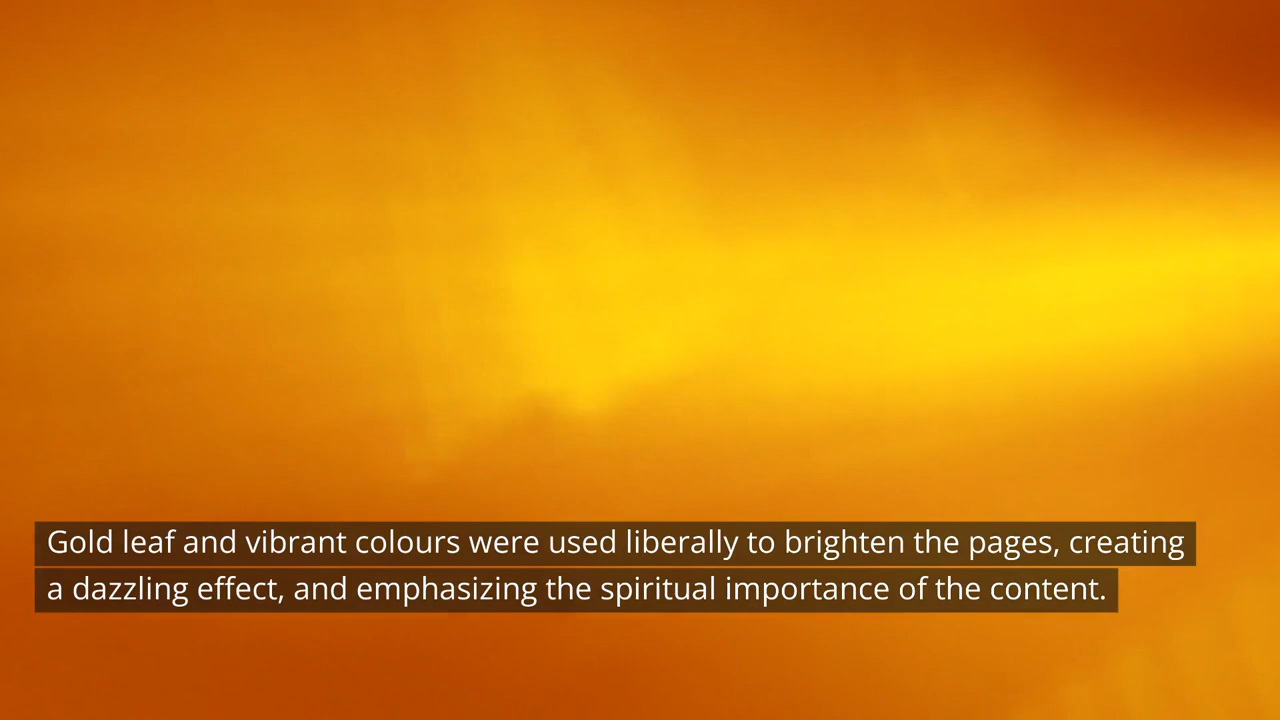 Gold leaf and vibrant colours were used liberally to brighten the pages, creating
a dazzling effect, and emphasizing the spiritual importance of the content.